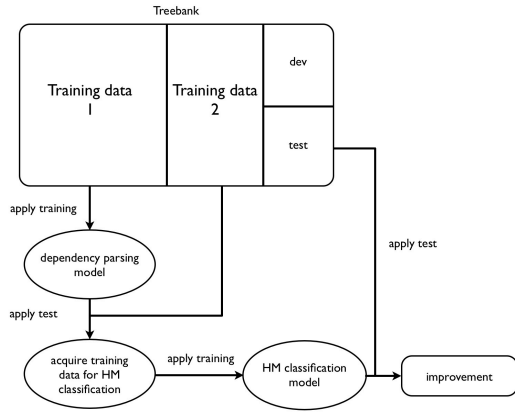 Treebank
Training data
1
Training data
2
dev
test
apply training
dependency parsing
model
apply test
apply test
acquire training
data for HM
classification
apply training
HM classification
model
improvement